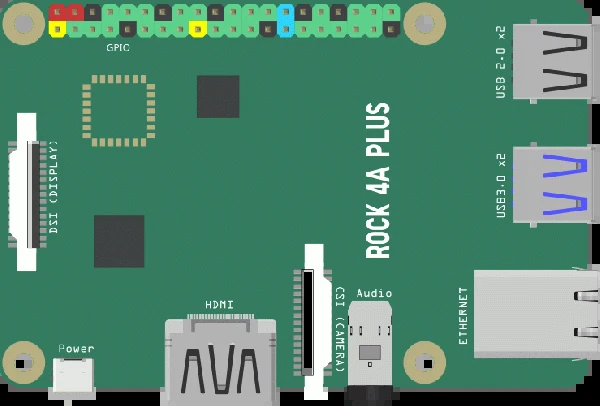 GPIO
USB 2.0 x2
ROCK 4A PLUS
DSI (DISPLAY)
USB3.0 x2
HDMI
CSI (CAMERA)
Audio
ETHERNET
Power